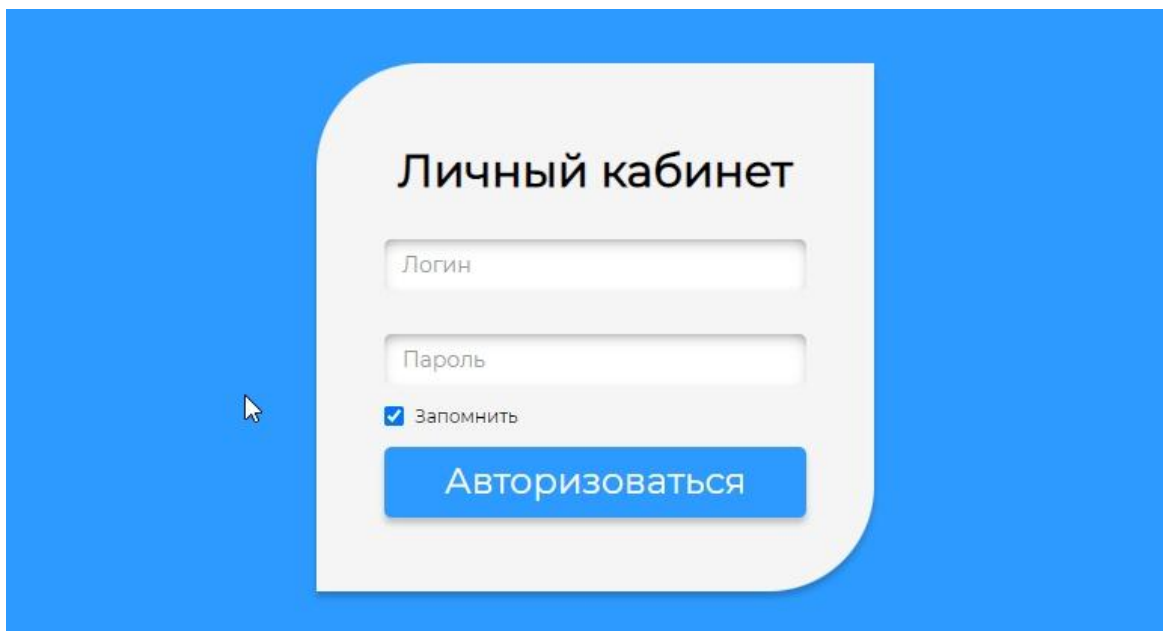 Личный кабинет
Логин
Пароль
Запомнить
Авторизоваться